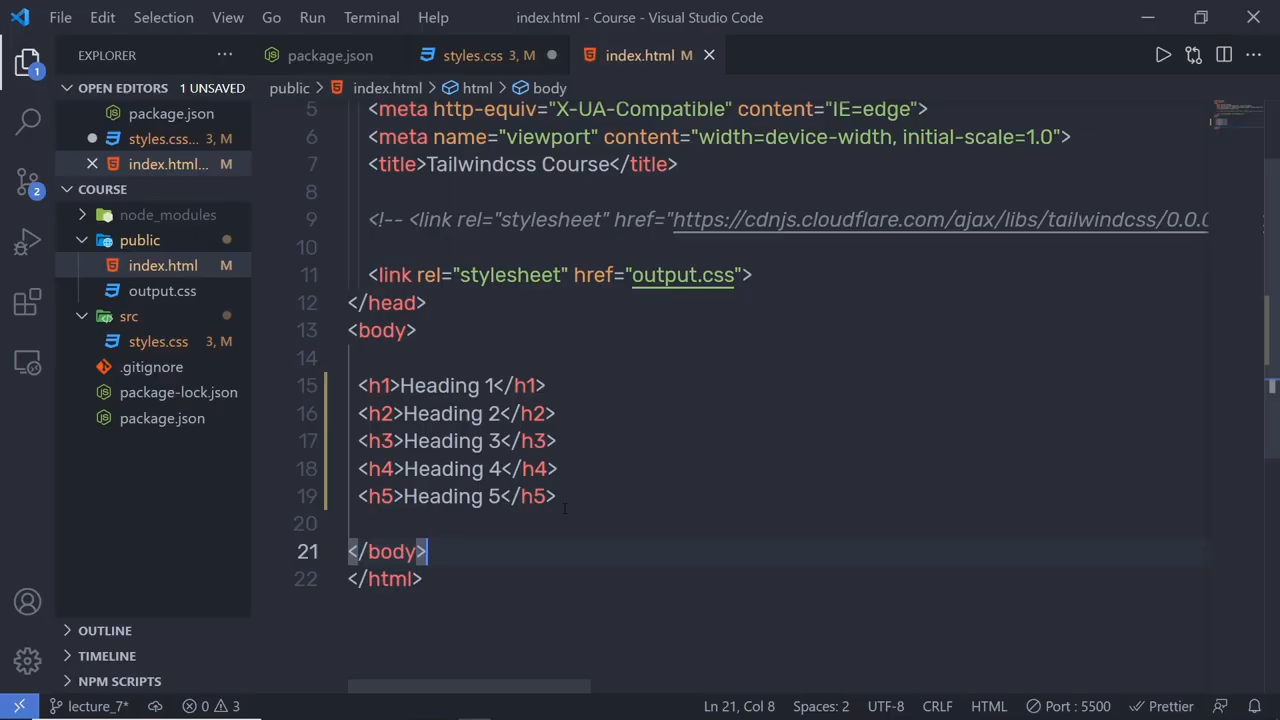 File Edit Selection View Go Run Terminal Help index.html - Course - Visual Studio Code
EXPLORER
package.json styles.css 3, M index.html M
OPEN EDITORS 1 UNSAVED
public > index.html > html > body
package.json
styles.css... 3, M
index.html... M
COURSE
node_modules
public
index.html M
output.css
src
styles.css 3, M
.gitignore
package-lock.json
package.json
OUTLINE
TIMELINE
NPM SCRIPTS
1
2
5 <meta http-equiv="X-UA-Compatible" content="IE=edge">
6 <meta name="viewport" content="width=device-width, initial-scale=1.0">
7 <title>Tailwindcss Course</title>
8
9 <!-- <link rel="stylesheet" href="https://cdnjs.cloudflare.com/ajax/libs/tailwindcss/0.0.0
10
11 <link rel="stylesheet" href="output.css">
12 </head>
13 <body>
14
15 <h1>Heading 1</h1>
16 <h2>Heading 2</h2>
17 <h3>Heading 3</h3>
18 <h4>Heading 4</h4>
19 <h5>Heading 5</h5>
20
21 </body>
22 </html>
lecture_7* 0 3 Ln 21, Col 8 Spaces: 2 UTF-8 CRLF HTML Port : 5500 Prettier